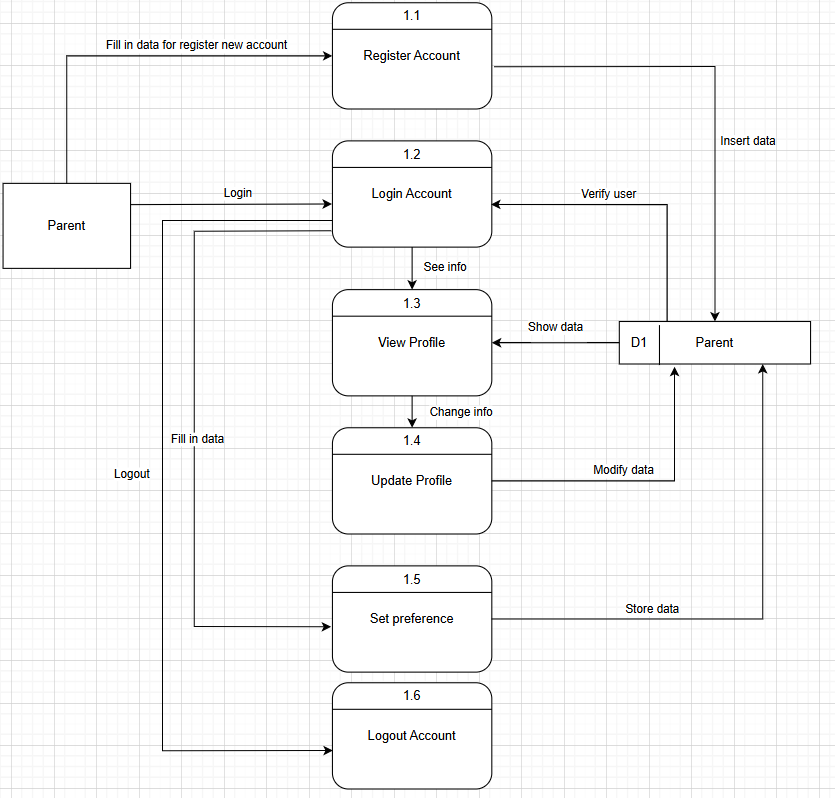 1.1
Fill in data for register new account
Register Account
Insert data
1.2
Login
Login Account
Verify user
Parent
See info
1.3
Show data
View Profile
D1
Parent
Change info
Fill in data
1.4
Logout
Modify data
Update Profile
1.5
Store data
Set preference
1.6
Logout Account